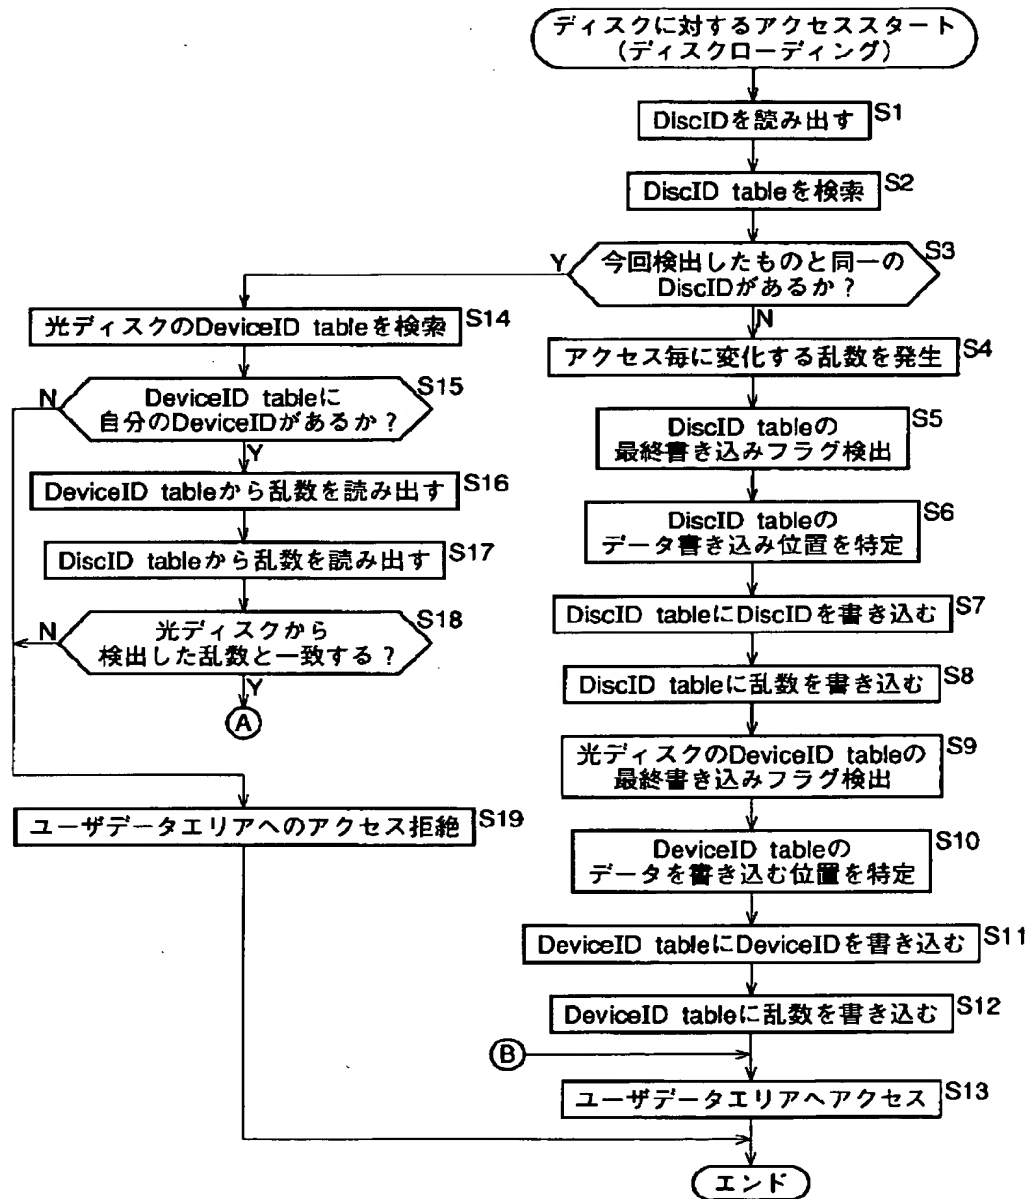 ディスクに対するアクセススタート
(ディスクローディング)
DiscIDを読み出す
S1
DiscID tableを検索
S2
今回検出したものと同一の
DiscIDがあるか？
S3
Y
N
アクセス毎に変化する乱数を発生
S4
DiscID tableの
最終書き込みフラグ検出
S5
DiscID tableの
データ書き込み位置を特定
S6
DiscID tableにDiscIDを書き込む
S7
DiscID tableに乱数を書き込む
S8
光ディスクのDeviceID tableの
最終書き込みフラグ検出
S9
DeviceID tableの
データを書き込む位置を特定
S10
DeviceID tableにDeviceIDを書き込む
S11
DeviceID tableに乱数を書き込む
S12
B
ユーザデータエリアへアクセス
S13
エンド
光ディスクのDeviceID tableを検索
S14
DeviceID tableに
自分のDeviceIDがあるか？
S15
N
Y
DeviceID tableから乱数を読み出す
S16
DiscID tableから乱数を読み出す
S17
光ディスクから
検出した乱数と一致する？
S18
N
Y
A
ユーザデータエリアへのアクセス拒絶
S19